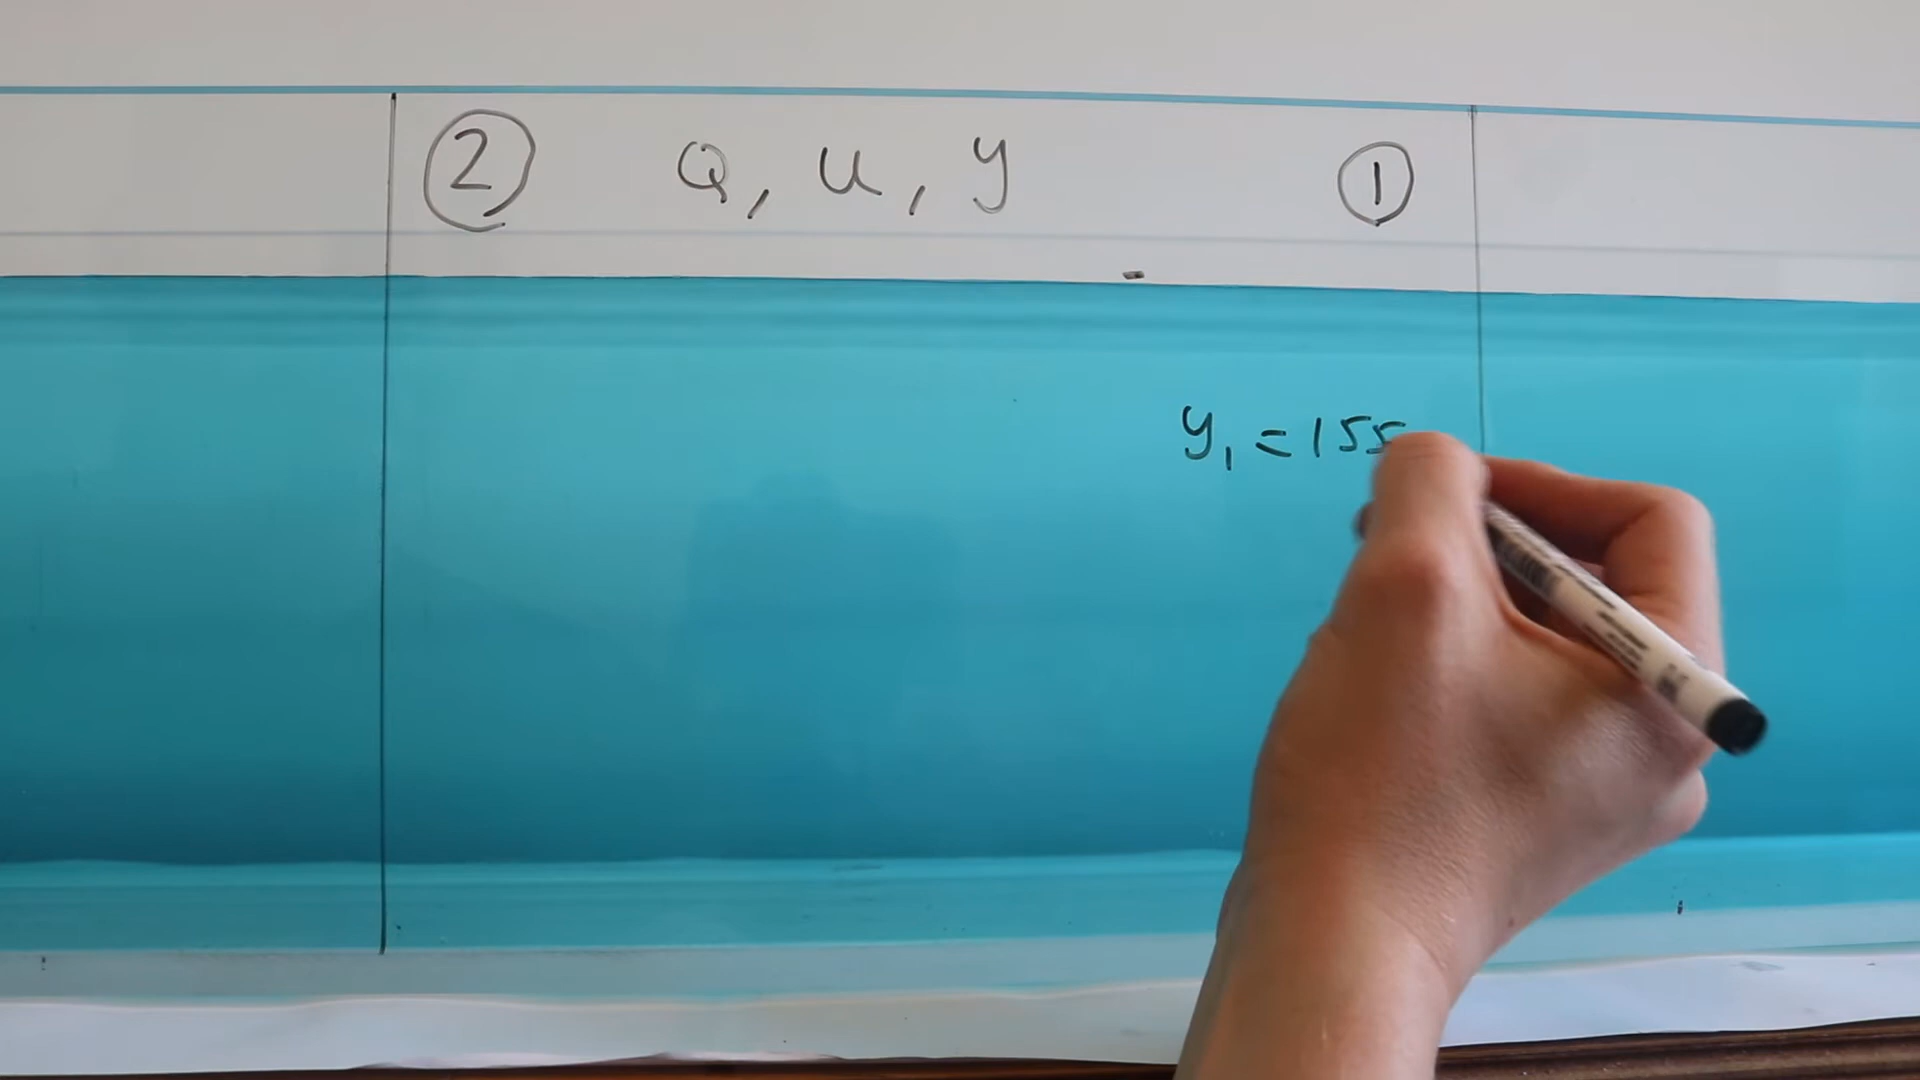 ② Q, u, y ①
y₁ = 155